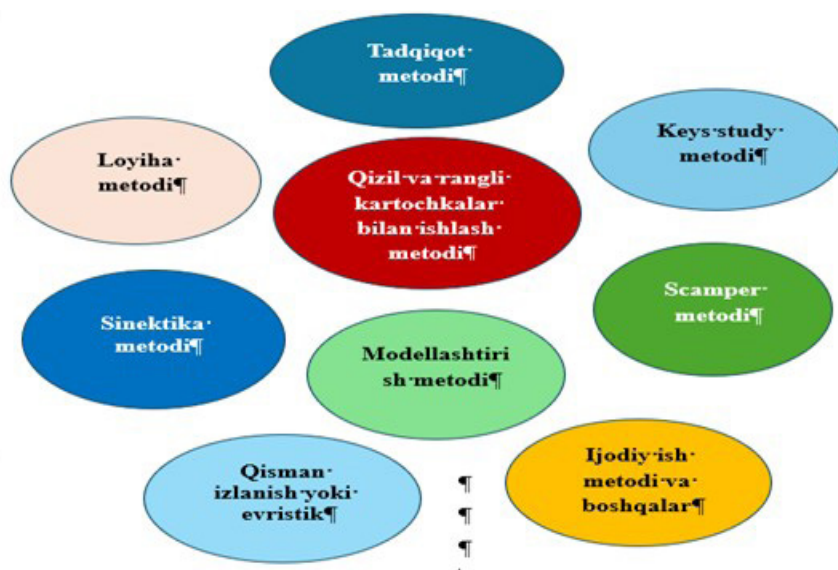 Tadqiqot·
metodi¶
Loyiha·
metodi¶
Qizil·va·rangli·
kartochkalar·
bilan·ishlash·
metodi¶
Keys·study·
metodi¶
Sinektika·
metodi¶
Modellashtiri
sh·metodi¶
Scamper·
metodi¶
Qisman·
izlanish·yoki·
evristik¶
Ijodiy·ish·
metodi·va·
boshqalar¶
¶
¶
¶